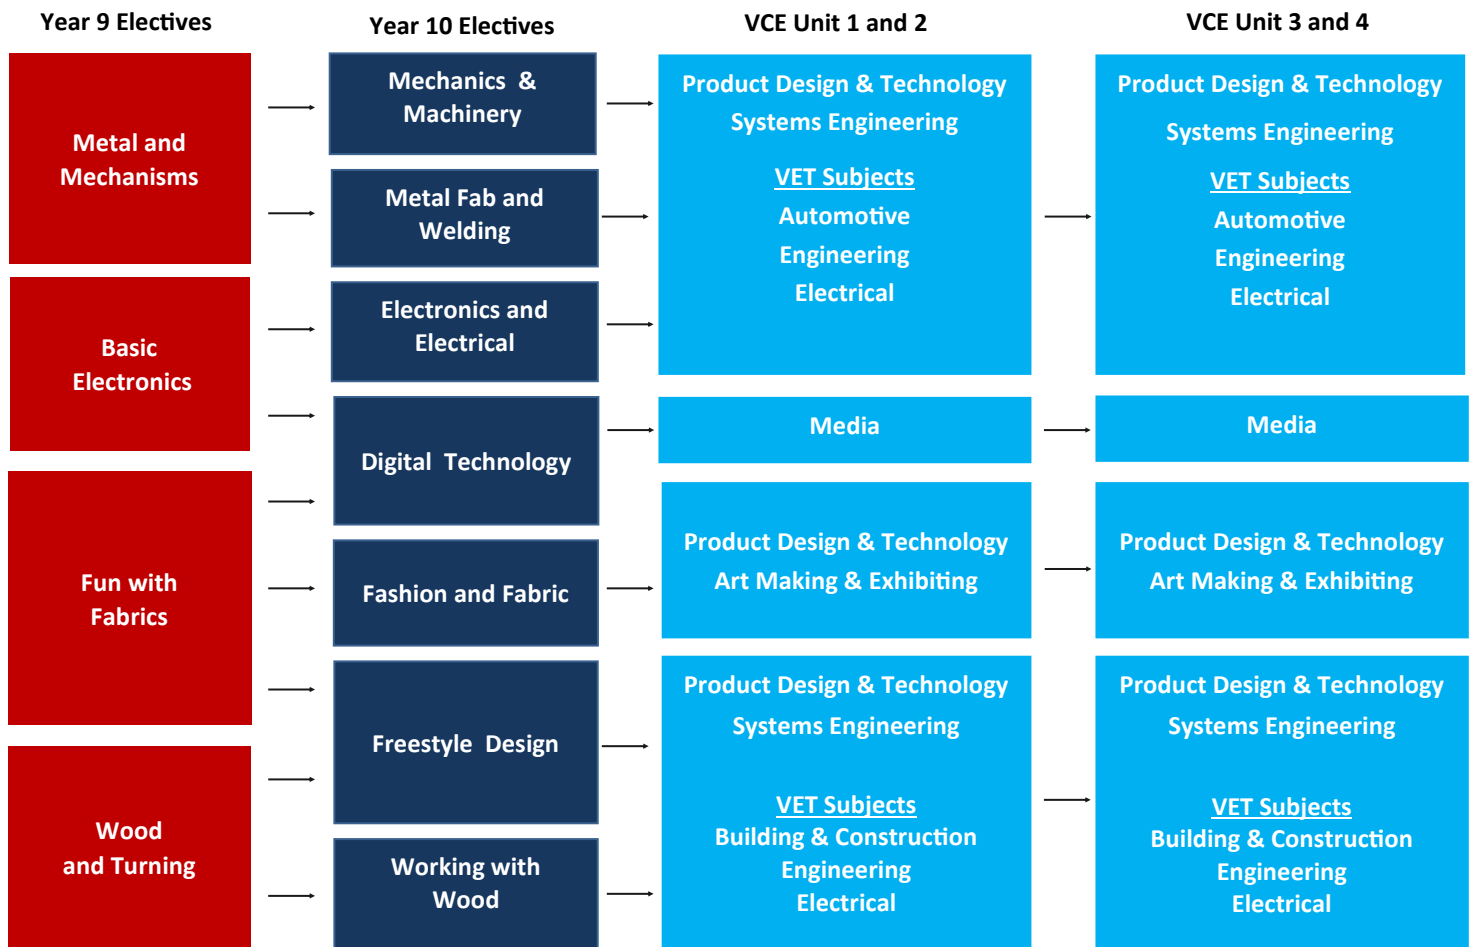 Year 9 Electives
Metal and
Mechanisms
Basic
Electronics
Fun with
Fabrics
Wood
and Turning
Year 10 Electives
Mechanics & 
Machinery
Metal Fab and
Welding
Electronics and
Electrical
Digital Technology
Fashion and Fabric
Freestyle Design
Working with
Wood
VCE Unit 1 and 2
Product Design & Technology
Systems Engineering
VET Subjects
Automotive
Engineering
Electrical
Media
Product Design & Technology
Art Making & Exhibiting
Product Design & Technology
Systems Engineering
VET Subjects
Building & Construction
Engineering
Electrical
VCE Unit 3 and 4
Product Design & Technology
Systems Engineering
VET Subjects
Automotive
Engineering
Electrical
Media
Product Design & Technology
Art Making & Exhibiting
Product Design & Technology
Systems Engineering
VET Subjects
Building & Construction
Engineering
Electrical